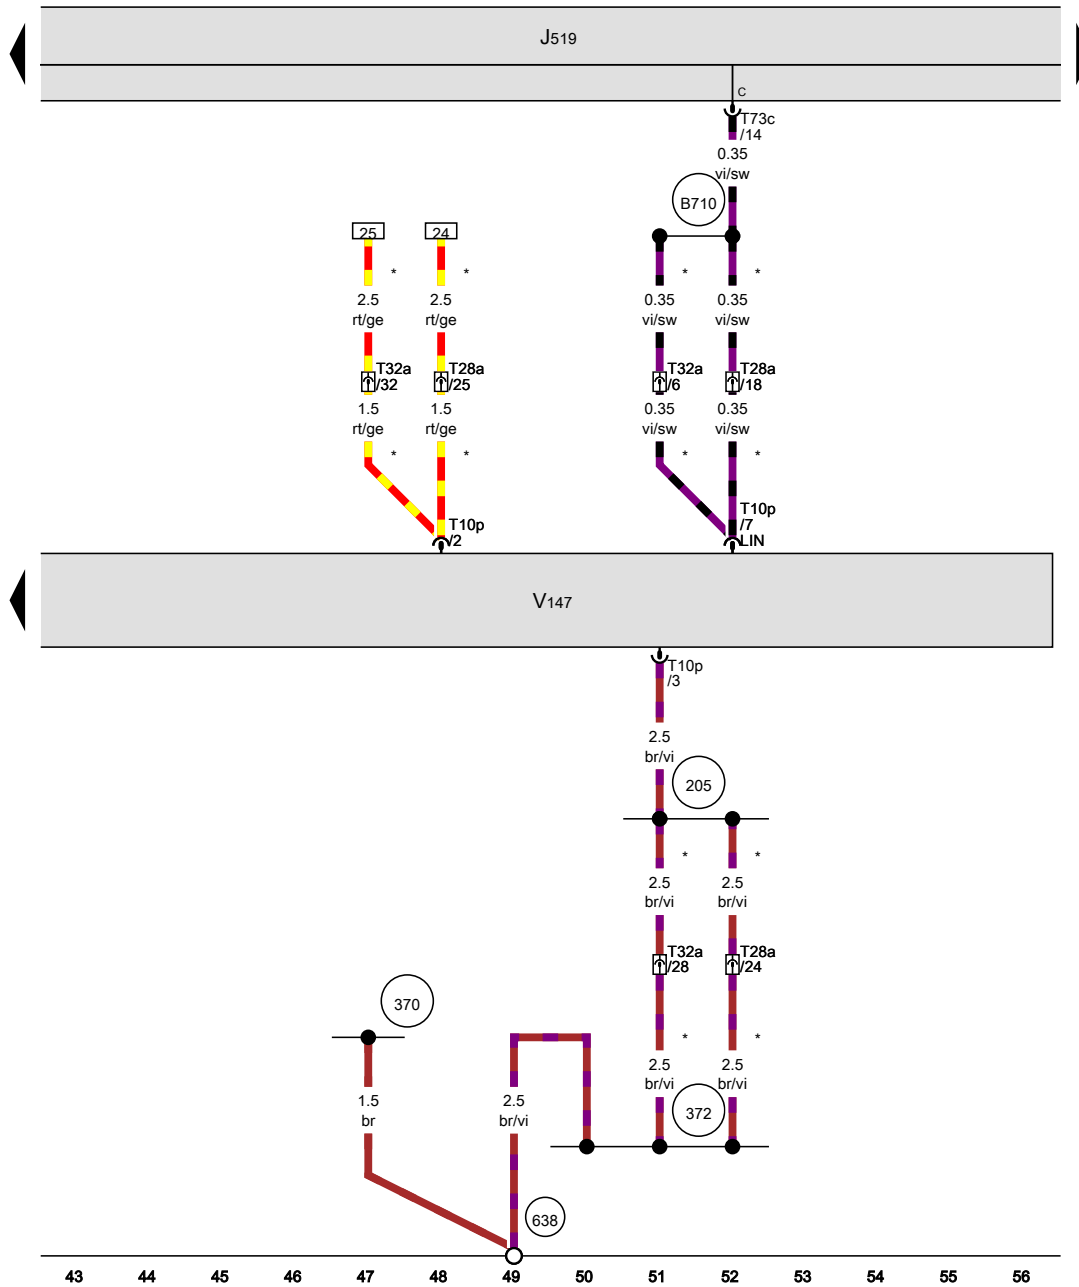 J519
C
T73c
/14
0.35
vi/sw
B710
25 24
* * * *
2.5 2.5 0.35 0.35
rt/ge rt/ge vi/sw vi/sw
T32a T28a T32a T28a
/32 /25 /6 /18
1.5 1.5 0.35 0.35
rt/ge rt/ge vi/sw vi/sw
* * * *
T10p T10p
/2 /7
LIN
V147
T10p
/3
2.5
br/vi
205
* *
2.5 2.5
br/vi br/vi
T32a T28a
/28 /24
370
* *
2.5 2.5
br/vi br/vi
1.5 2.5
br br/vi
372
638
43 44 45 46 47 48 49 50 51 52 53 54 55 56